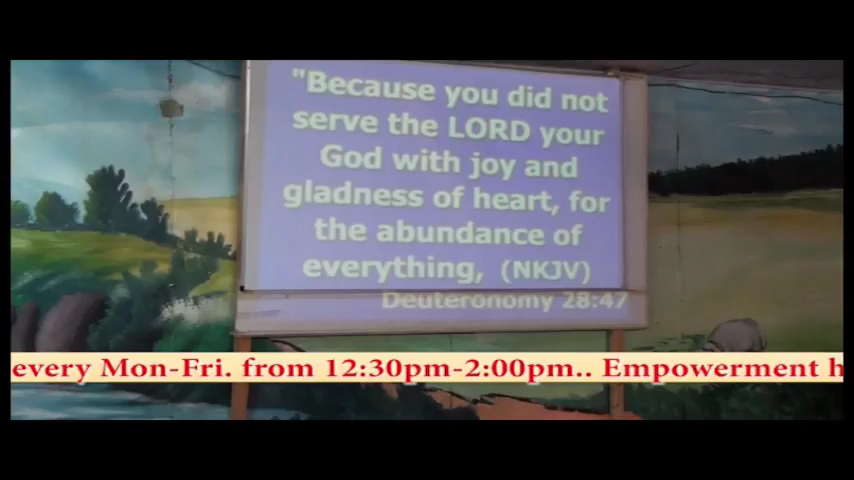 "Because you did not
serve the LORD your
God with joy and
gladness of heart, for
the abundance of
everything, (NKJV)
Deuteronomy 28:47
every Mon-Fri. from 12:30pm-2:00pm.. Empowerment h